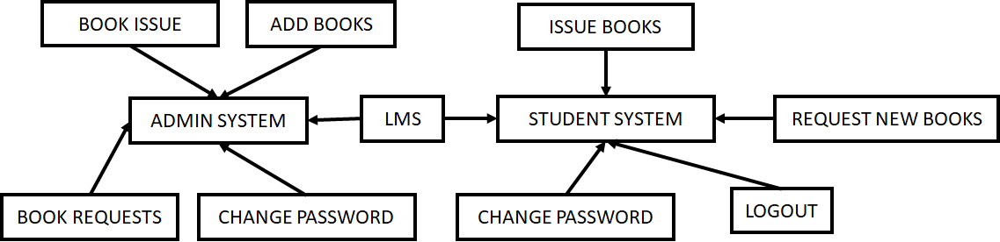 BOOK ISSUE
ADD BOOKS
ISSUE BOOKS
ADMIN SYSTEM
LMS
STUDENT SYSTEM
REQUEST NEW BOOKS
BOOK REQUESTS
CHANGE PASSWORD
CHANGE PASSWORD
LOGOUT